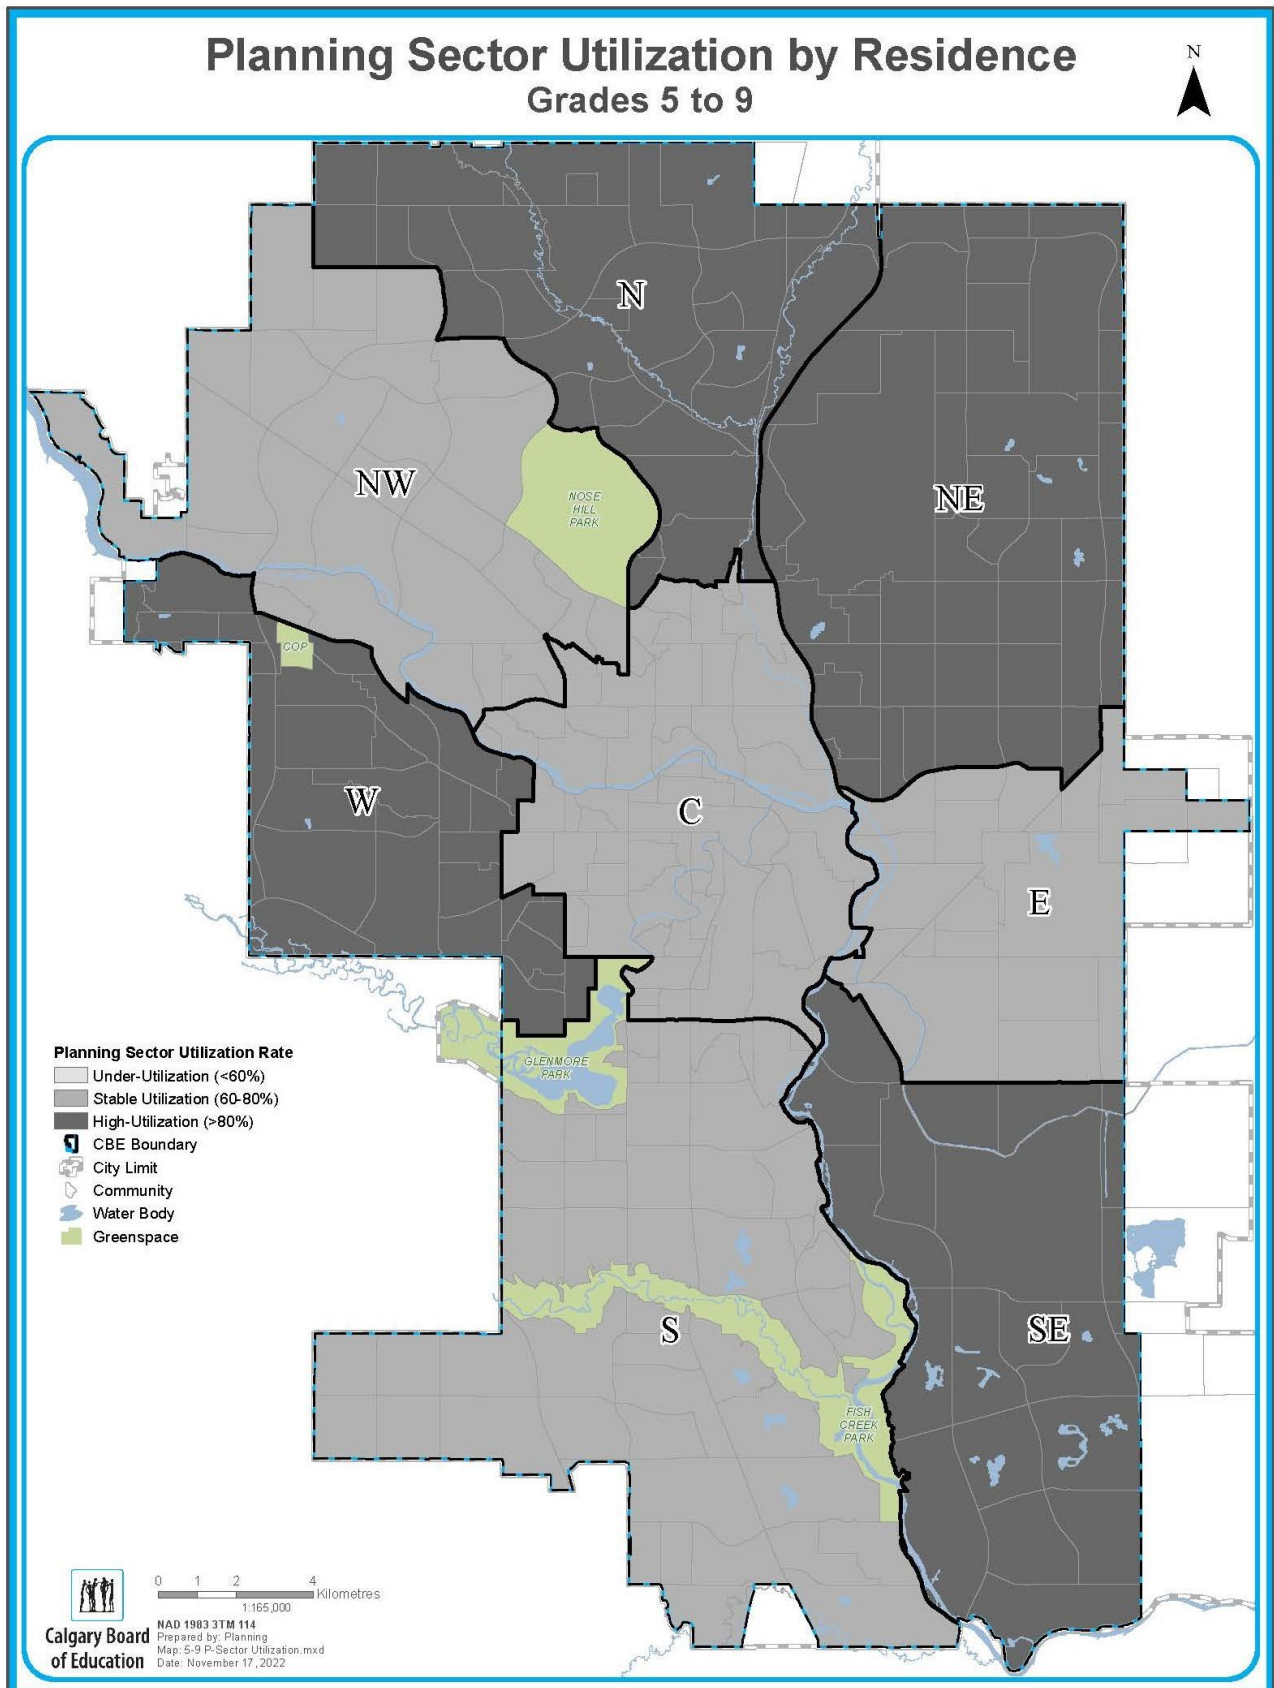 Planning Sector Utilization by Residence
Grades 5 to 9
N
N
NW
NOSE
HILL
PARK
NE
COP
W
C
E
GLENMORE
PARK
Planning Sector Utilization Rate
Under-Utilization (<60%)
Stable Utilization (60-80%)
High-Utilization (>80%)
CBE Boundary
City Limit
Community
Water Body
Greenspace
S
SE
FISH
CREEK
PARK
0 1 2 4
Kilometres
1:165,000
Calgary Board
of Education
NAD 1983 3TM 114
Prepared by: Planning
Map: 5-9 P-Sector Utilization.mxd
Date: November 17, 2022